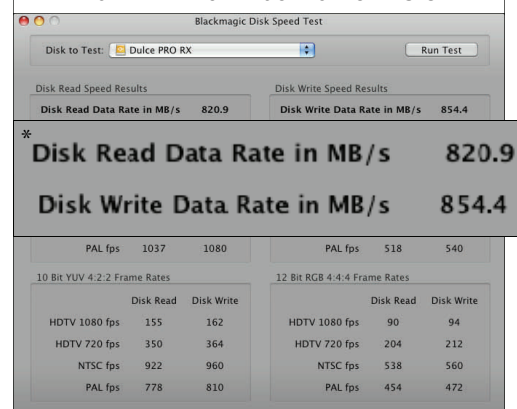 Blackmagic Disk Speed Test
Disk to Test: Dulce PRO RX Run Test
Disk Read Speed Results Disk Write Speed Results
Disk Read Data Rate in MB/s 820.9 Disk Write Data Rate in MB/s 854.4
*
Disk Read Data Rate in MB/s 820.9
Disk Write Data Rate in MB/s 854.4
PAL fps 1037 1080 PAL fps 518 540
10 Bit YUV 4:2:2 Frame Rates 12 Bit RGB 4:4:4 Frame Rates
Disk Read Disk Write Disk Read Disk Write
HDTV 1080 fps 155 162 HDTV 1080 fps 90 94
HDTV 720 fps 350 364 HDTV 720 fps 204 212
NTSC fps 922 960 NTSC fps 538 560
PAL fps 778 810 PAL fps 454 472